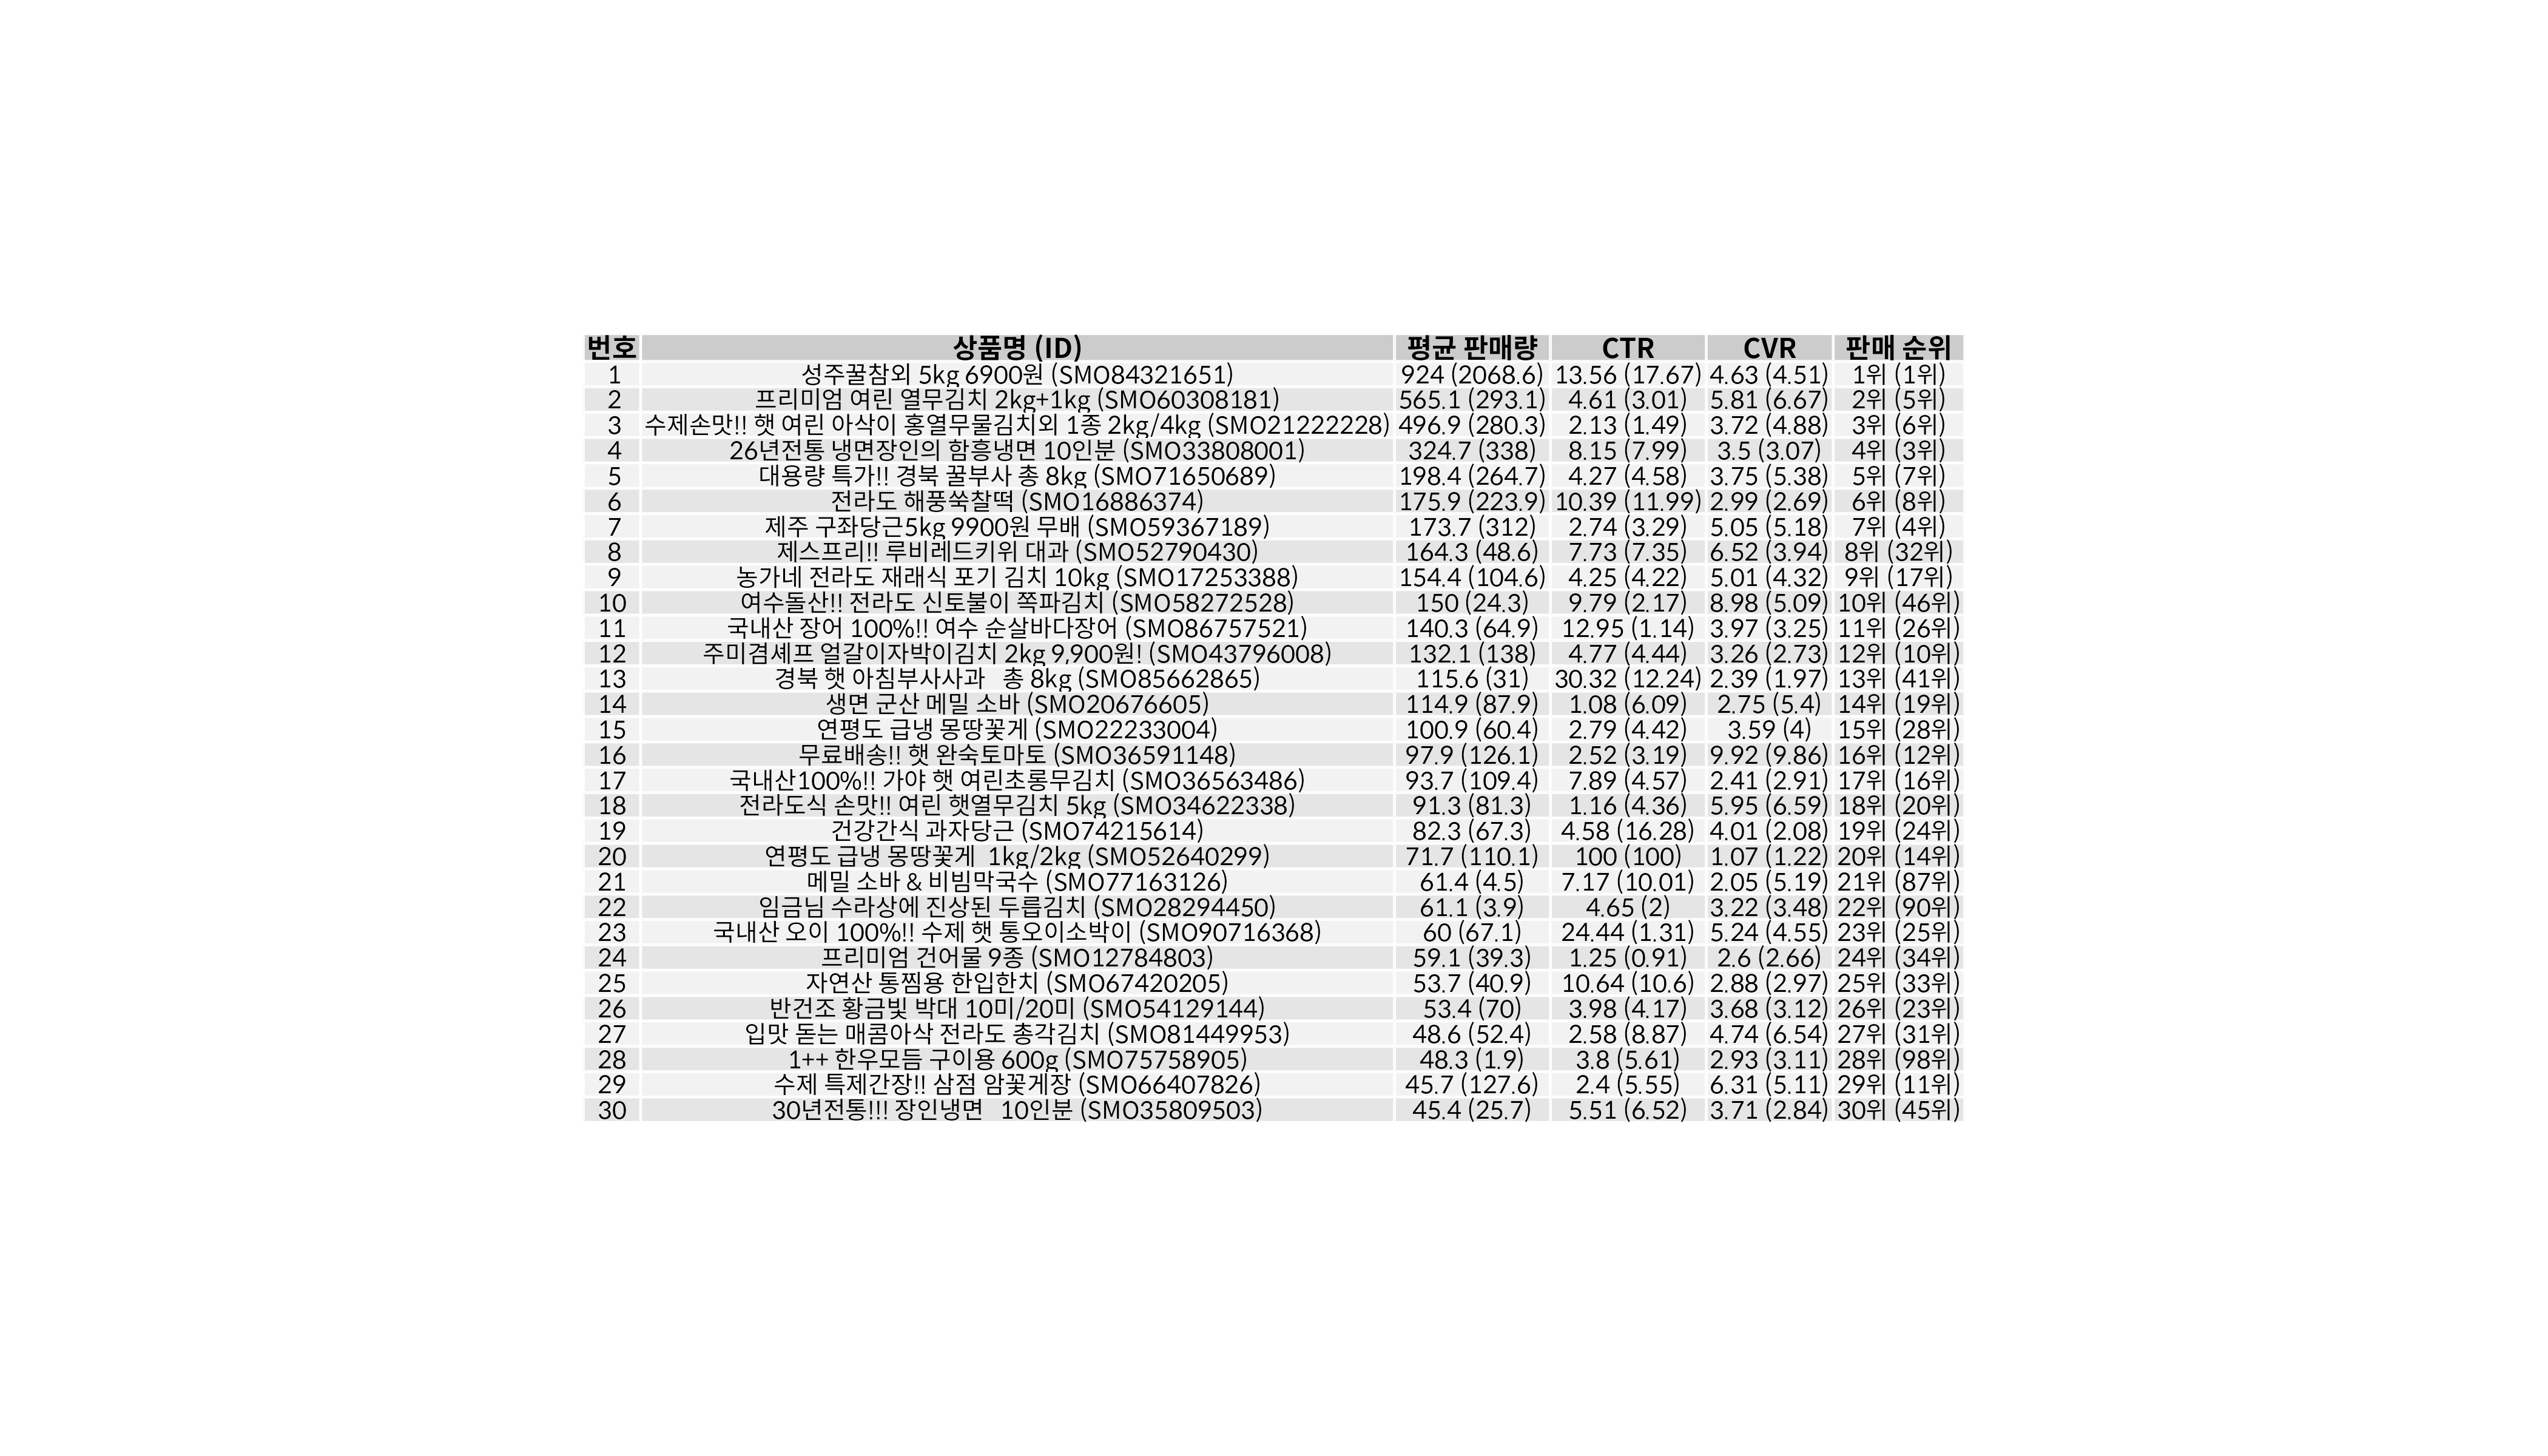 번호 상품명 (ID) 평균 판매량 CTR CVR 판매 순위
1 성주꿀참외 5kg 6900원 (SMO84321651) 924 (2068.6) 13.56 (17.67) 4.63 (4.51) 1위 (1위)
2 프리미엄 여린 열무김치 2kg+1kg (SMO60308181) 565.1 (293.1) 4.61 (3.01) 5.81 (6.67) 2위 (5위)
3 수제손맛!! 햇 여린 아삭이 홍열무물김치외 1종 2kg/4kg (SMO21222228) 496.9 (280.3) 2.13 (1.49) 3.72 (4.88) 3위 (6위)
4 26년전통 냉면장인의 함흥냉면 10인분 (SMO33808001) 324.7 (338) 8.15 (7.99) 3.5 (3.07) 4위 (3위)
5 대용량 특가!! 경북 꿀부사 총 8kg (SMO71650689) 198.4 (264.7) 4.27 (4.58) 3.75 (5.38) 5위 (7위)
6 전라도 해풍쑥찰떡 (SMO16886374) 175.9 (223.9) 10.39 (11.99) 2.99 (2.69) 6위 (8위)
7 제주 구좌당근5kg 9900원 무배 (SMO59367189) 173.7 (312) 2.74 (3.29) 5.05 (5.18) 7위 (4위)
8 제스프리!! 루비레드키위 대과 (SMO52790430) 164.3 (48.6) 7.73 (7.35) 6.52 (3.94) 8위 (32위)
9 농가네 전라도 재래식 포기 김치 10kg (SMO17253388) 154.4 (104.6) 4.25 (4.22) 5.01 (4.32) 9위 (17위)
10 여수돌산!! 전라도 신토불이 쪽파김치 (SMO58272528) 150 (24.3) 9.79 (2.17) 8.98 (5.09) 10위 (46위)
11 국내산 장어 100%!! 여수 순살바다장어 (SMO86757521) 140.3 (64.9) 12.95 (1.14) 3.97 (3.25) 11위 (26위)
12 주미겸셰프 얼갈이자박이김치 2kg 9,900원! (SMO43796008) 132.1 (138) 4.77 (4.44) 3.26 (2.73) 12위 (10위)
13 경북 햇 아침부사사과 총 8kg (SMO85662865) 115.6 (31) 30.32 (12.24) 2.39 (1.97) 13위 (41위)
14 생면 군산 메밀 소바 (SMO20676605) 114.9 (87.9) 1.08 (6.09) 2.75 (5.4) 14위 (19위)
15 연평도 급냉 몽땅꽃게 (SMO22233004) 100.9 (60.4) 2.79 (4.42) 3.59 (4) 15위 (28위)
16 무료배송!! 햇 완숙토마토 (SMO36591148) 97.9 (126.1) 2.52 (3.19) 9.92 (9.86) 16위 (12위)
17 국내산100%!! 가야 햇 여린초롱무김치 (SMO36563486) 93.7 (109.4) 7.89 (4.57) 2.41 (2.91) 17위 (16위)
18 전라도식 손맛!! 여린 햇열무김치 5kg (SMO34622338) 91.3 (81.3) 1.16 (4.36) 5.95 (6.59) 18위 (20위)
19 건강간식 과자당근 (SMO74215614) 82.3 (67.3) 4.58 (16.28) 4.01 (2.08) 19위 (24위)
20 연평도 급냉 몽땅꽃게 1kg/2kg (SMO52640299) 71.7 (110.1) 100 (100) 1.07 (1.22) 20위 (14위)
21 메밀 소바 & 비빔막국수 (SMO77163126) 61.4 (4.5) 7.17 (10.01) 2.05 (5.19) 21위 (87위)
22 임금님 수라상에 진상된 두릅김치 (SMO28294450) 61.1 (3.9) 4.65 (2) 3.22 (3.48) 22위 (90위)
23 국내산 오이 100%!! 수제 햇 통오이소박이 (SMO90716368) 60 (67.1) 24.44 (1.31) 5.24 (4.55) 23위 (25위)
24 프리미엄 건어물 9종 (SMO12784803) 59.1 (39.3) 1.25 (0.91) 2.6 (2.66) 24위 (34위)
25 자연산 통찜용 한입한치 (SMO67420205) 53.7 (40.9) 10.64 (10.6) 2.88 (2.97) 25위 (33위)
26 반건조 황금빛 박대 10미/20미 (SMO54129144) 53.4 (70) 3.98 (4.17) 3.68 (3.12) 26위 (23위)
27 입맛 돋는 매콤아삭 전라도 총각김치 (SMO81449953) 48.6 (52.4) 2.58 (8.87) 4.74 (6.54) 27위 (31위)
28 1++ 한우모듬 구이용 600g (SMO75758905) 48.3 (1.9) 3.8 (5.61) 2.93 (3.11) 28위 (98위)
29 수제 특제간장!! 삼점 암꽃게장 (SMO66407826) 45.7 (127.6) 2.4 (5.55) 6.31 (5.11) 29위 (11위)
30 30년전통!!! 장인냉면 10인분 (SMO35809503) 45.4 (25.7) 5.51 (6.52) 3.71 (2.84) 30위 (45위)